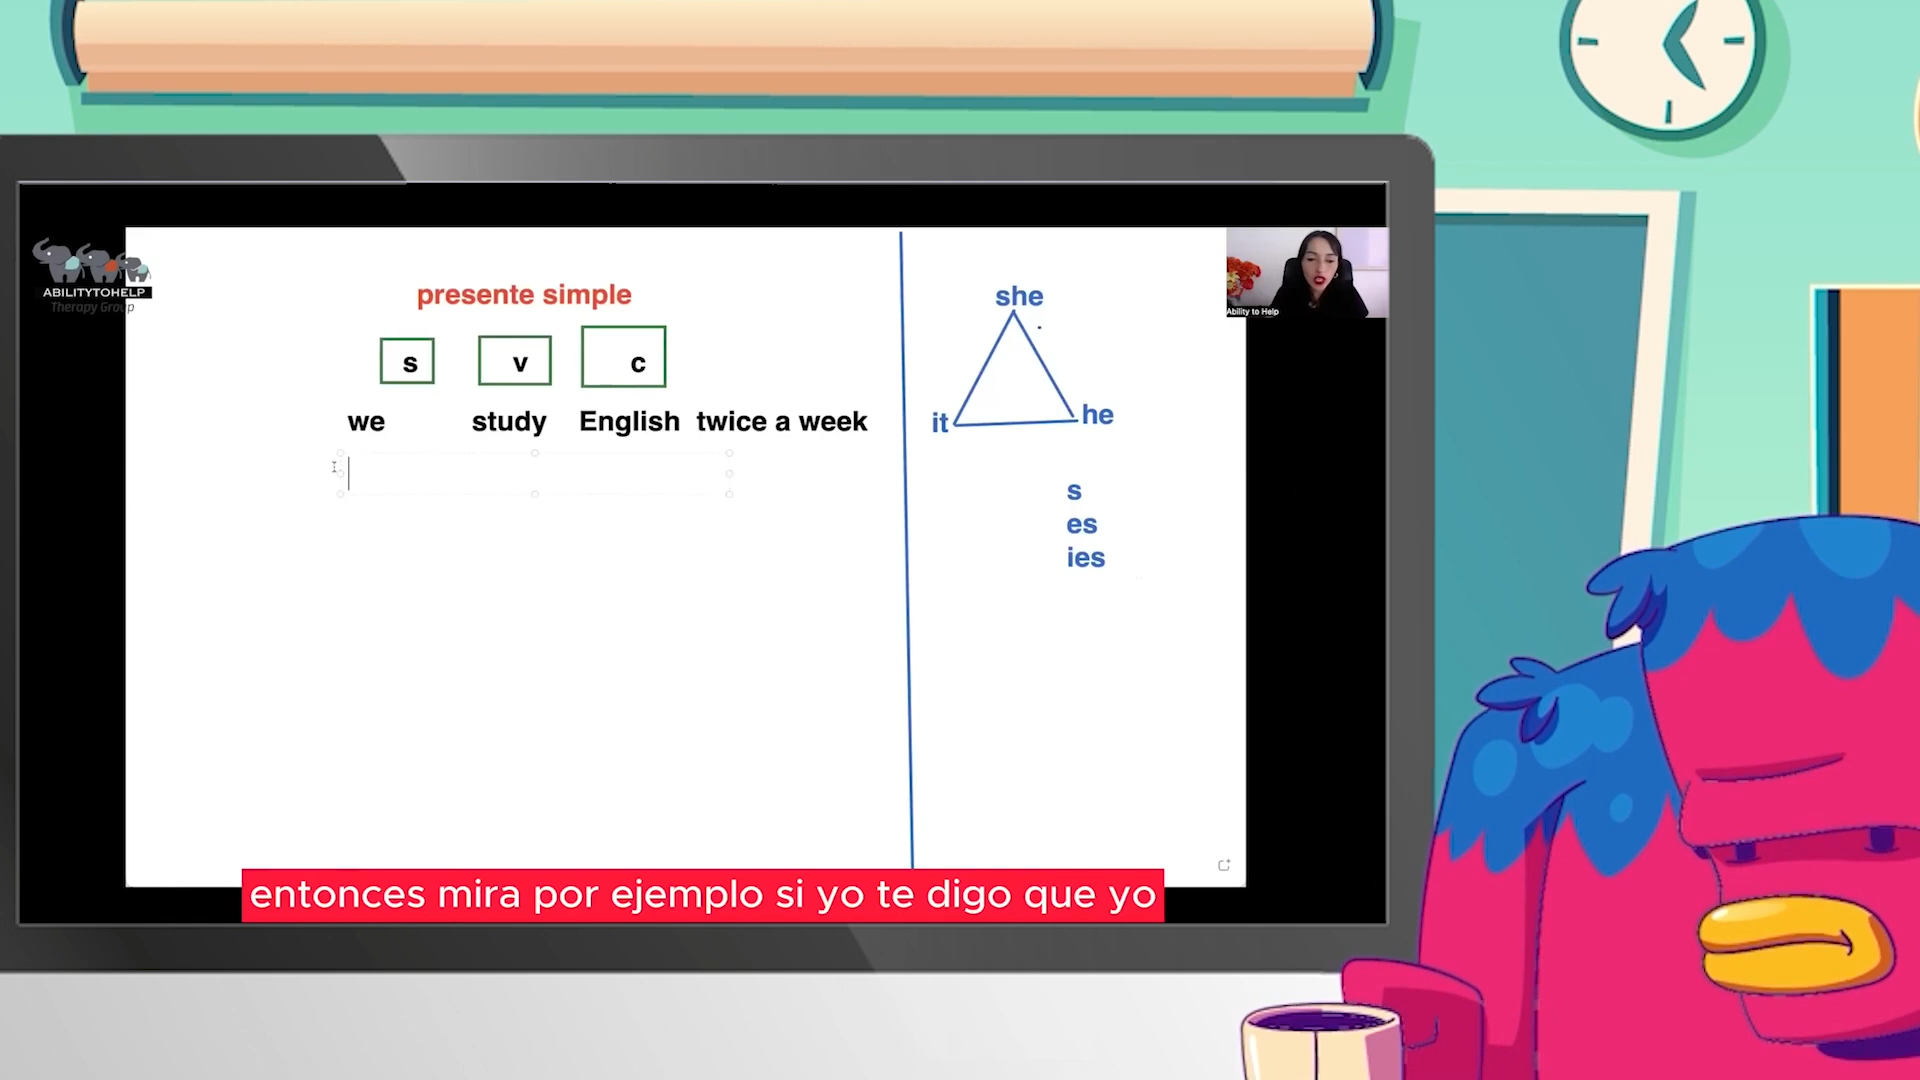 ABILITYTOHELP
Therapy Group
presente simple
s v c
we study English twice a week
she
it he
s
es
ies
Ability to Help
entonces mira por ejemplo si yo te digo que yo